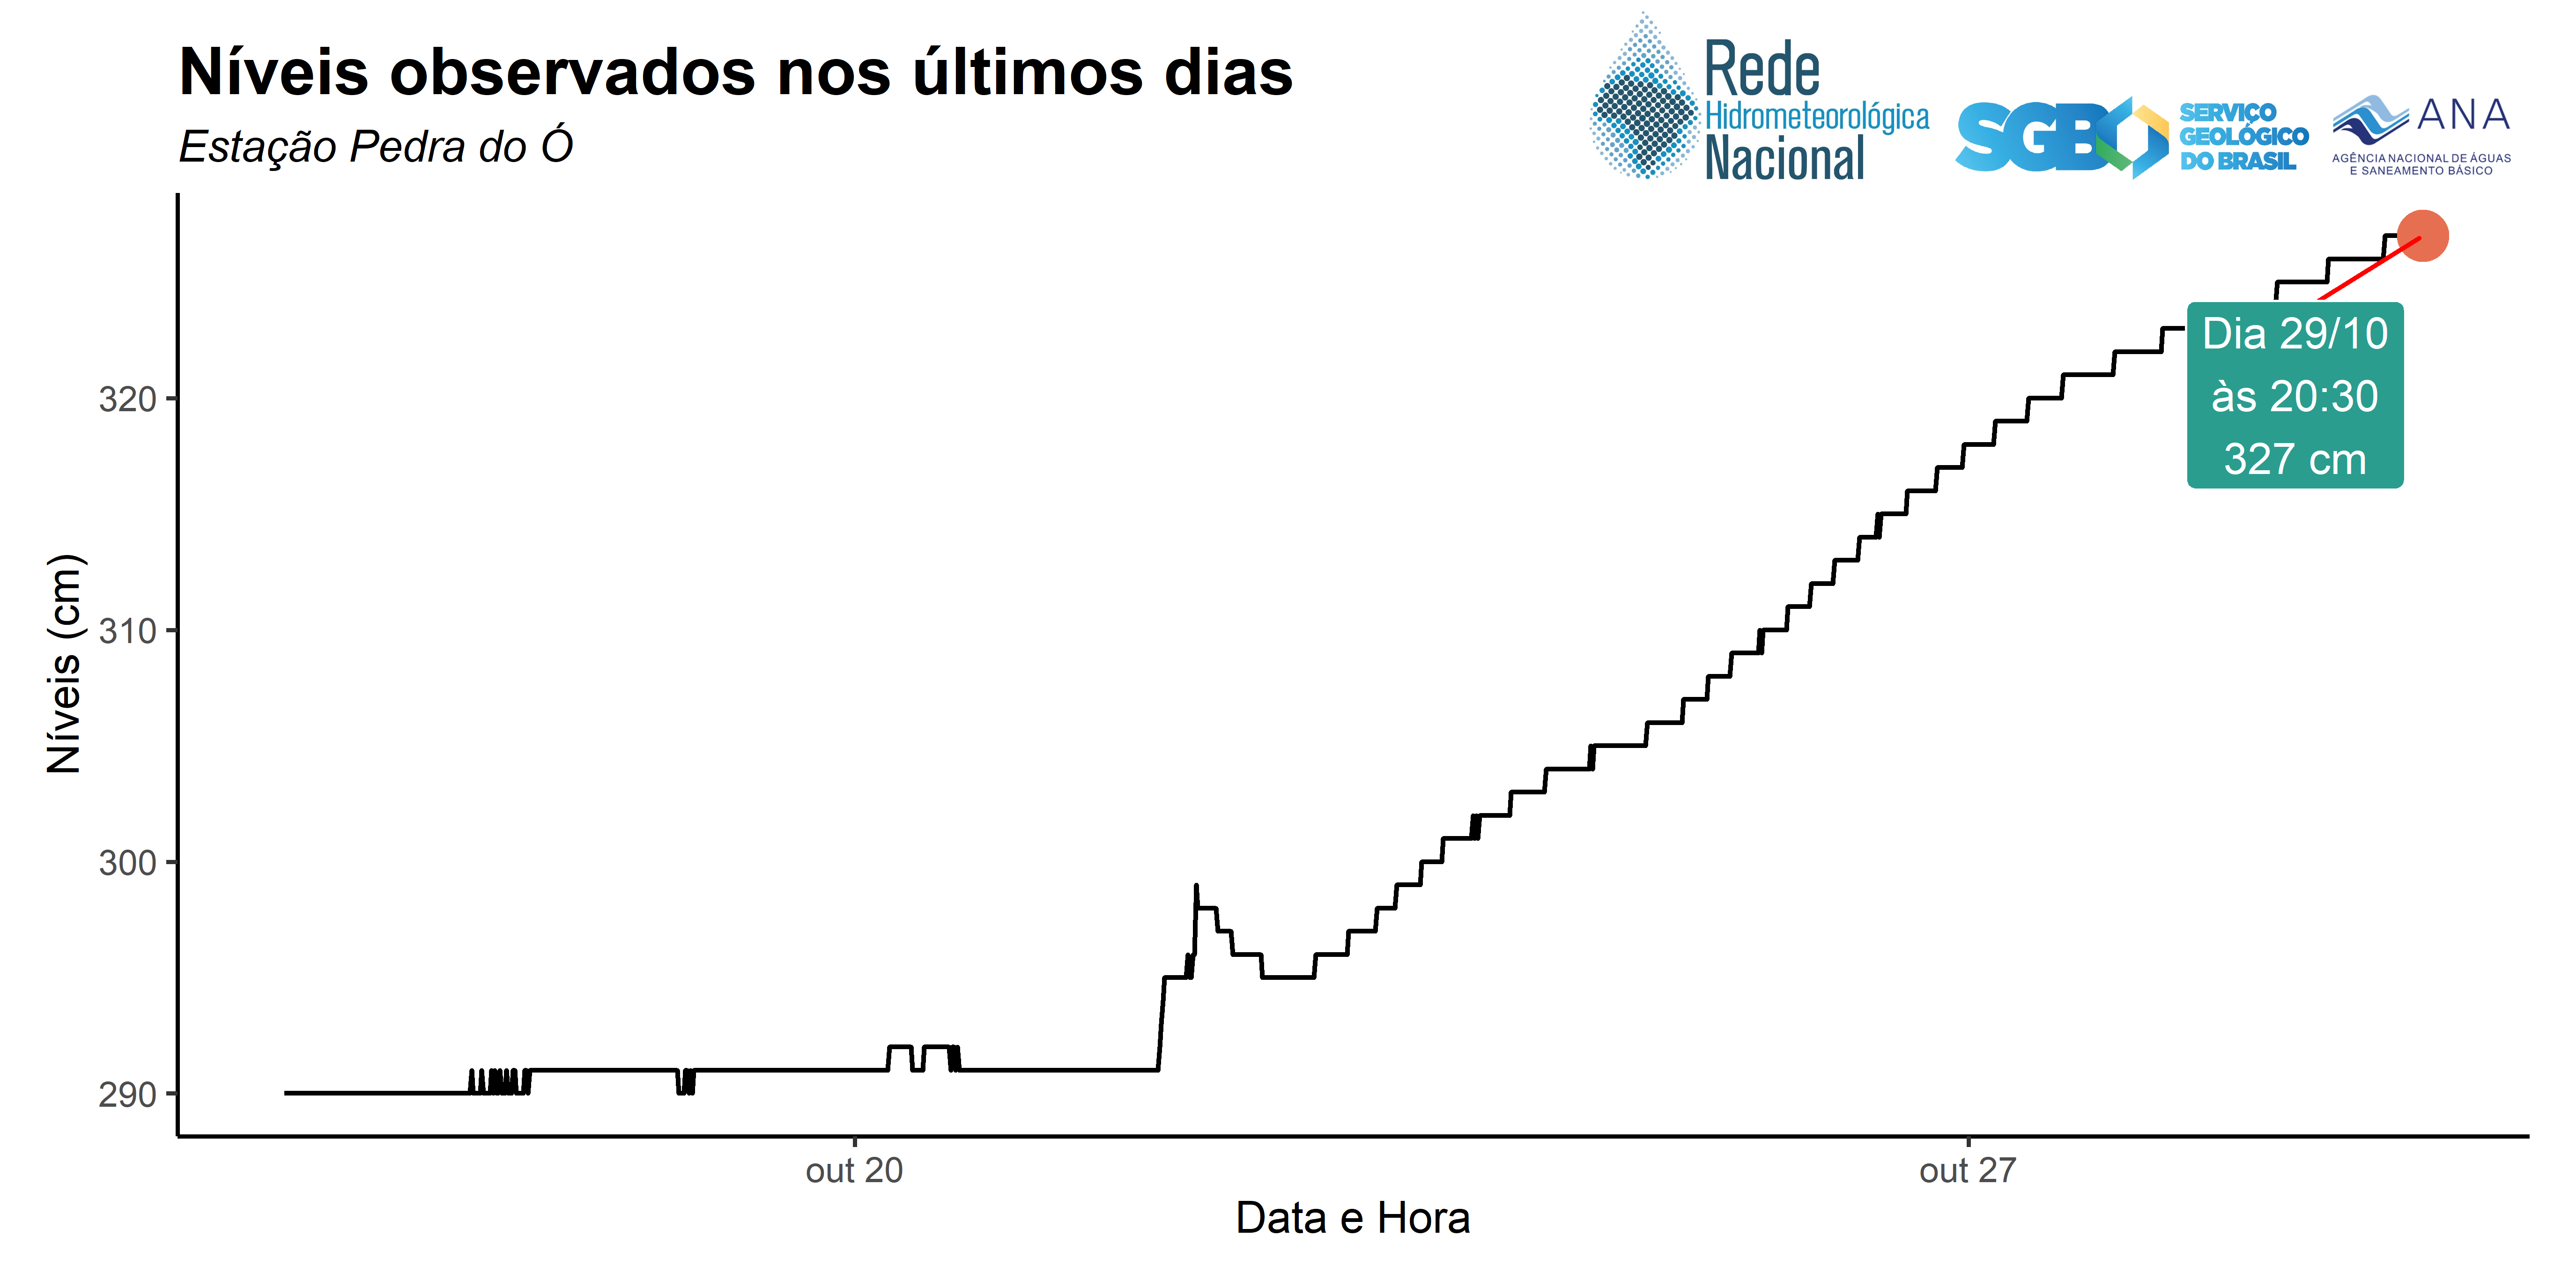 Níveis observados nos últimos dias
Estação Pedra do Ó
Rede
Hidrometeorológica
Nacional
SGB
SERVIÇO
GEOLÓGICO
DO BRASIL
ANA
AGÊNCIA NACIONAL DE ÁGUAS
E SANEAMENTO BÁSICO
Dia 29/10
às 20:30
327 cm
320
310
300
290
Níveis (cm)
out 20
out 27
Data e Hora